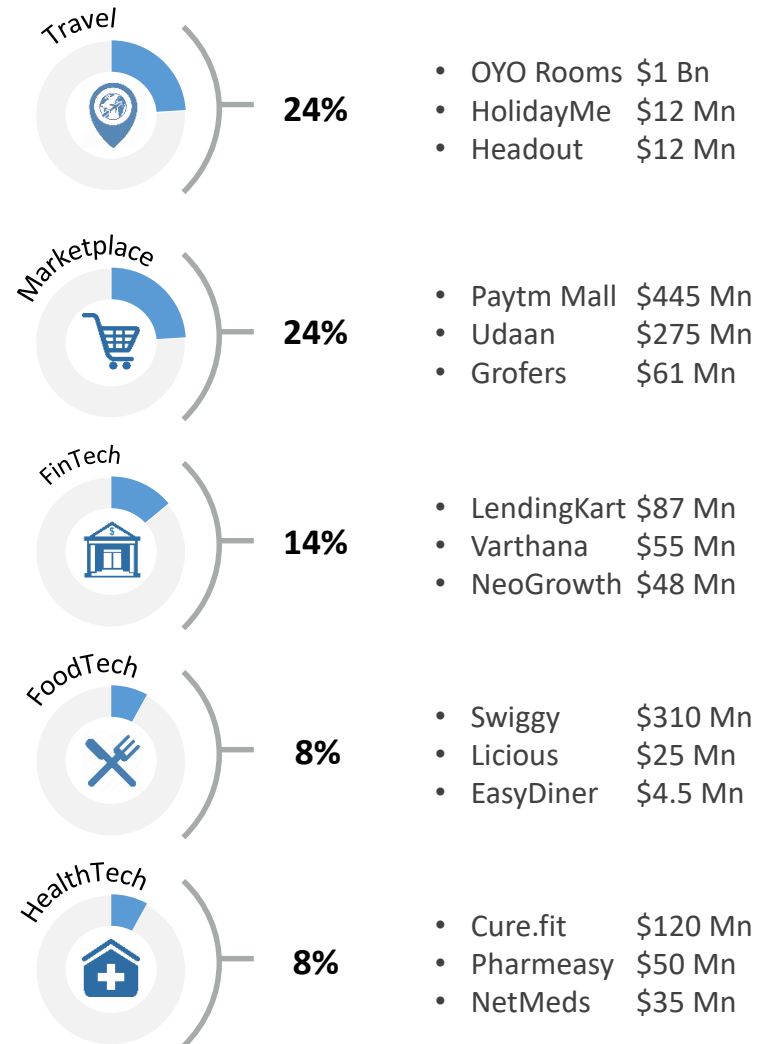 Travel
24%
• OYO Rooms $1 Bn
• HolidayMe $12 Mn
• Headout $12 Mn
Marketplace
24%
• Paytm Mall $445 Mn
• Udaan $275 Mn
• Grofers $61 Mn
FinTech
$
14%
• LendingKart $87 Mn
• Varthana $55 Mn
• NeoGrowth $48 Mn
FoodTech
8%
• Swiggy $310 Mn
• Licious $25 Mn
• EasyDiner $4.5 Mn
HealthTech
8%
• Cure.fit $120 Mn
• Pharmeasy $50 Mn
• NetMeds $35 Mn